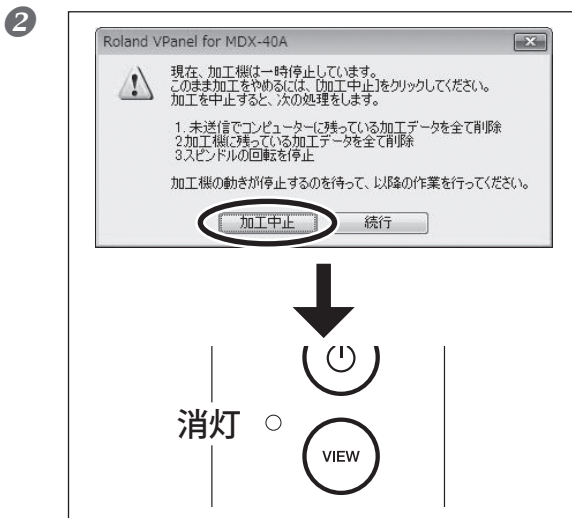 2
Roland VPanel for MDX-40A
現在、加工機は一時停止しています。
このまま加工をやめるには、[加工中止]をクリックしてください。
加工を中止すると、次の処理をします。
1. 未送信でコンピューターに残っている加工データを全て削除
2.加工機に残っている加工データを全て削除
3.スピンドルの回転を停止
加工機の動きが停止するのを待って、以降の作業を行ってください。
加工中止 続行
消灯
VIEW